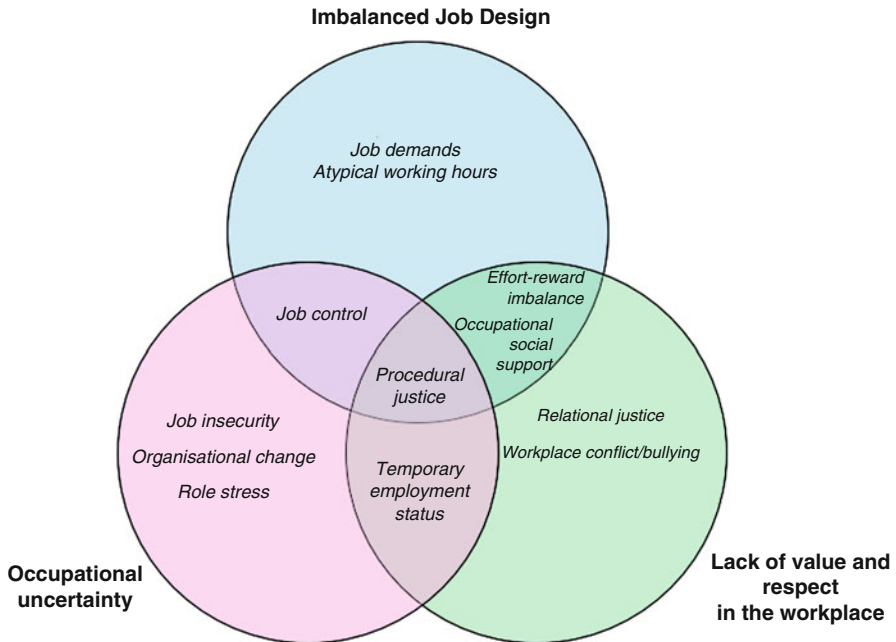 Imbalanced Job Design
Job demands
Atypical working hours
Effort-reward
imbalance
Job control
Occupational
social
support
Procedural
justice
Job insecurity
Organisational change
Role stress
Relational justice
Workplace conflict/bullying
Temporary
employment
status
Occupational
uncertainty
Lack of value and
respect
in the workplace